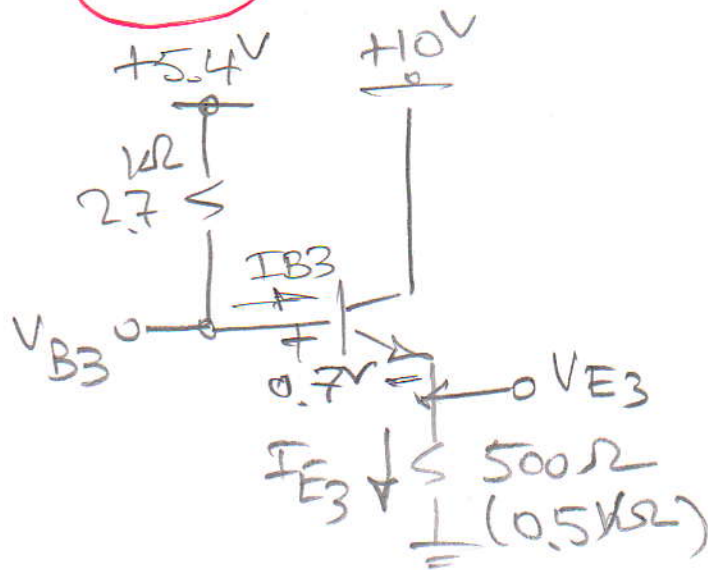 +5.4V
+10V
kΩ
2.7
IB3
VB3
+
0.7V -
VE3
IE3
500Ω
(0.5kΩ)